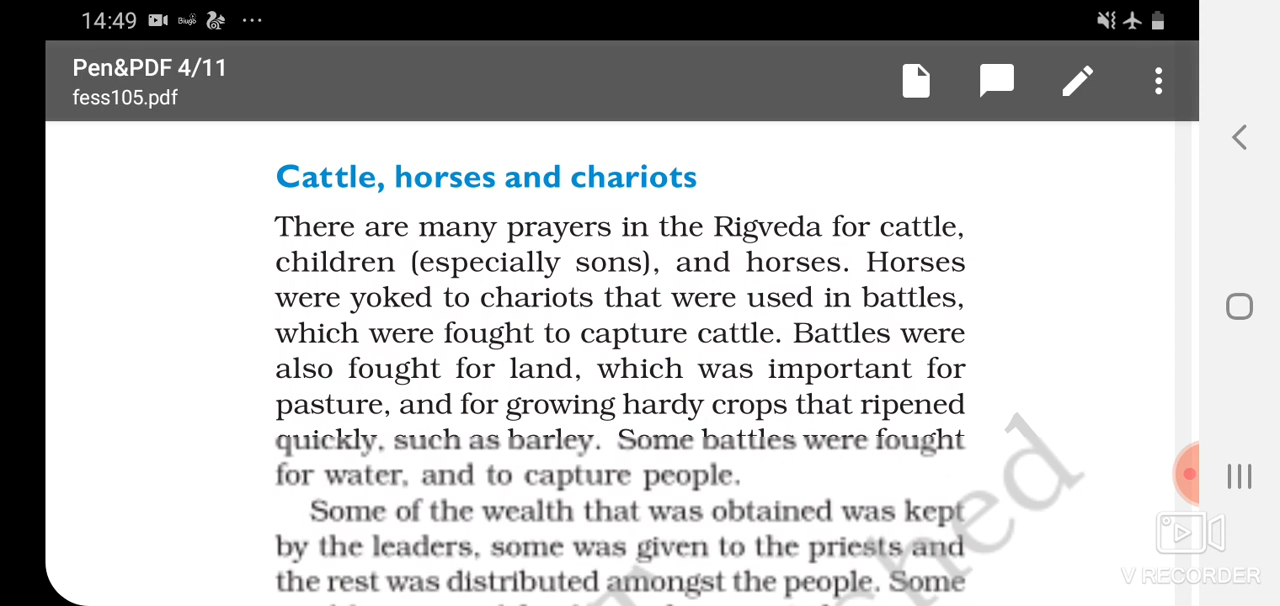 14:49 Biugo ...
Pen&PDF 4/11
fess105.pdf
Cattle, horses and chariots
There are many prayers in the Rigveda for cattle,
children (especially sons), and horses. Horses
were yoked to chariots that were used in battles,
which were fought to capture cattle. Battles were
also fought for land, which was important for
pasture, and for growing hardy crops that ripened
quickly, such as barley. Some battles were fought
for water, and to capture people.
Some of the wealth that was obtained was kept
by the leaders, some was given to the priests and
the rest was distributed amongst the people. Some
hed
V RECORDER